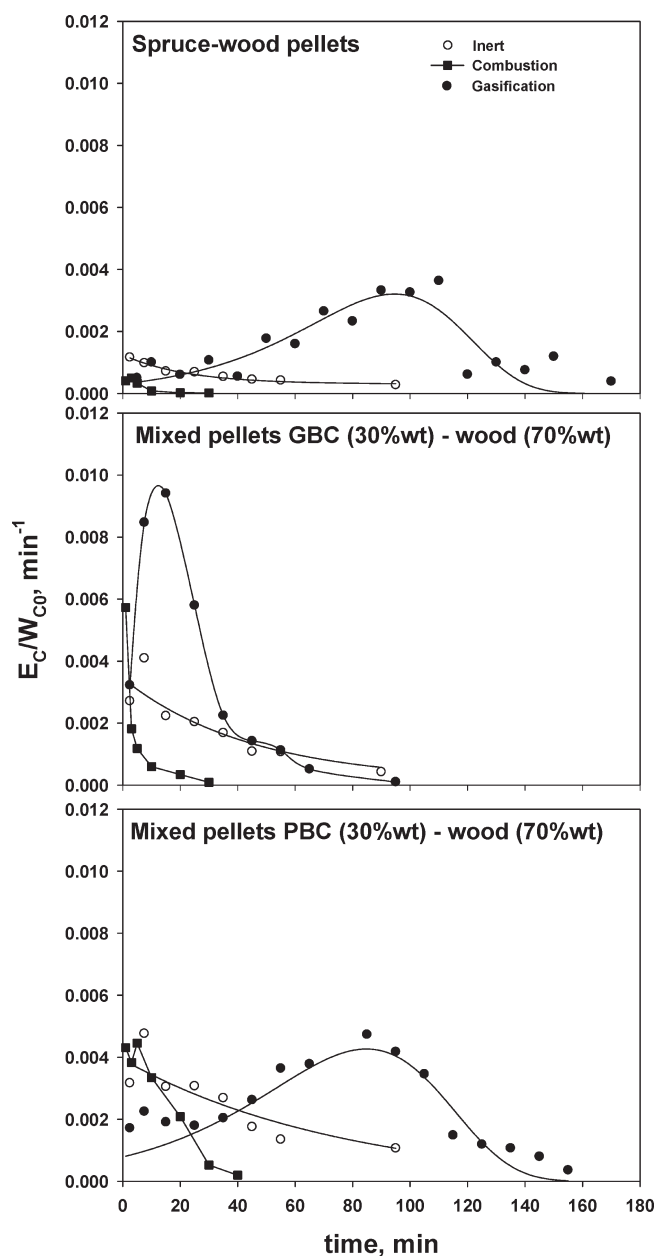 Spruce-wood pellets
Inert
Combustion
Gasification
0.012
0.010
0.008
0.006
0.004
0.002
0.000
Mixed pellets GBC (30%wt) - wood (70%wt)
0.012
0.010
0.008
0.006
0.004
0.002
0.000
E_C/W_C0, min^-1
Mixed pellets PBC (30%wt) - wood (70%wt)
0.012
0.010
0.008
0.006
0.004
0.002
0.000
0 20 40 60 80 100 120 140 160 180
time, min